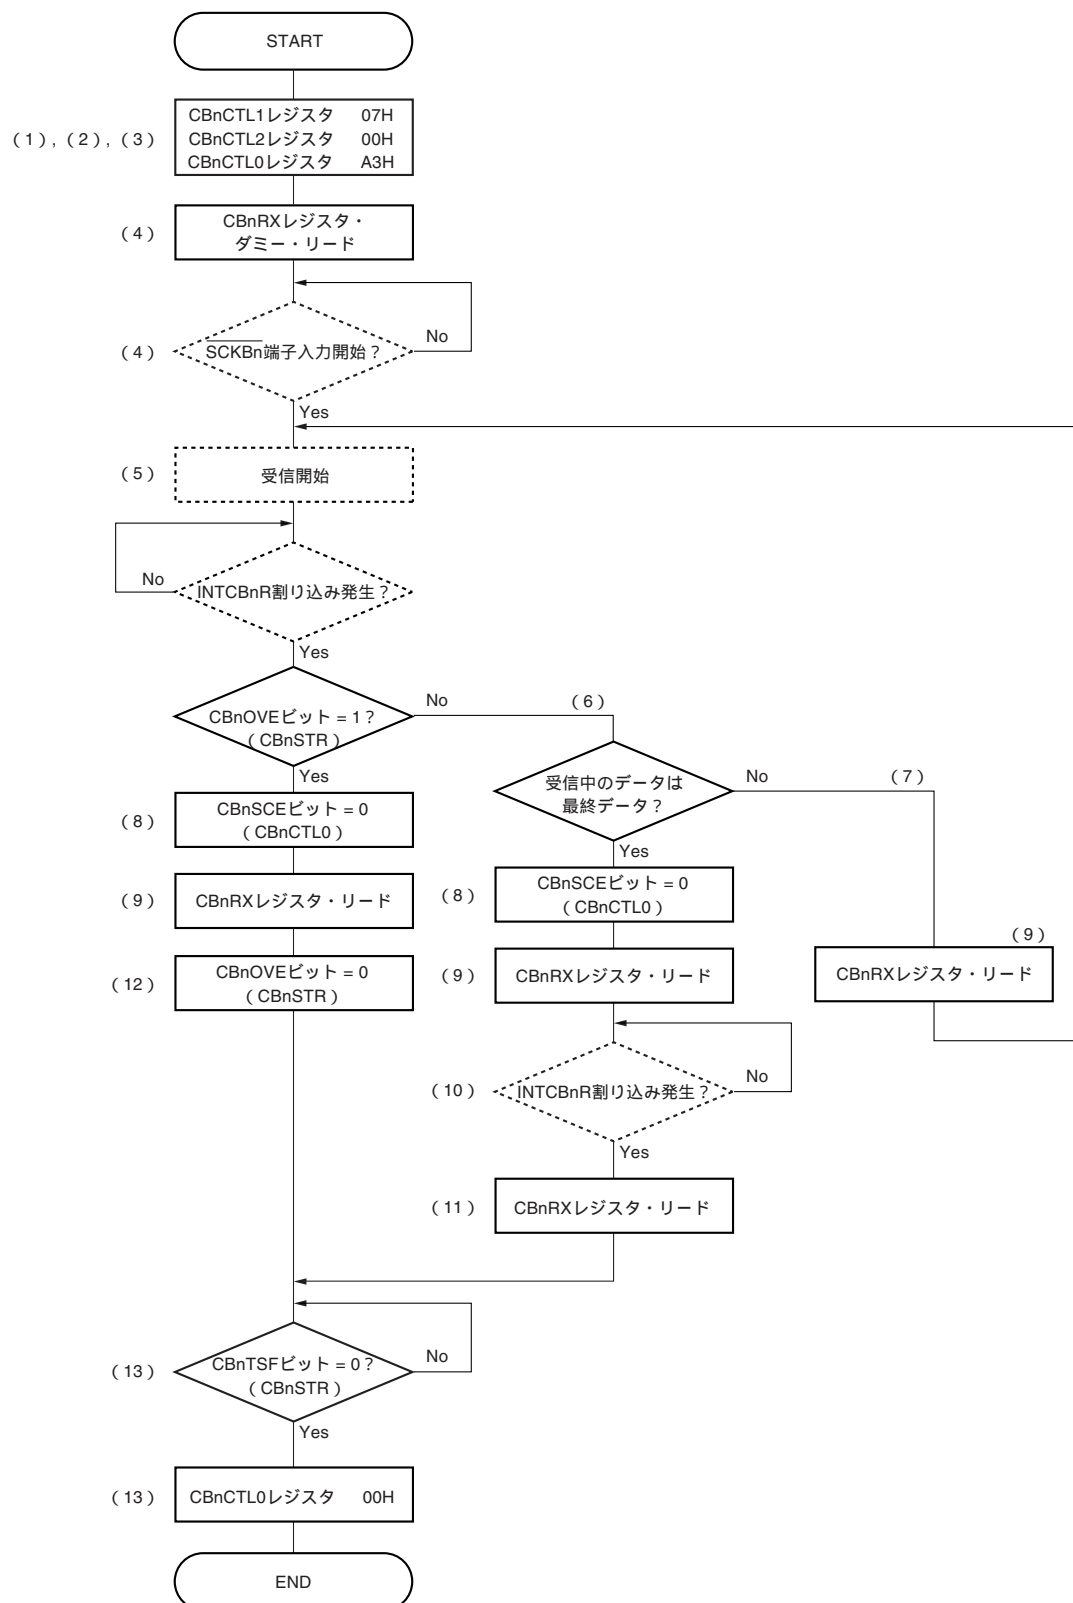 START
(1), (2), (3)
CBnCTL1レジスタ 07H
CBnCTL2レジスタ 00H
CBnCTL0レジスタ A3H
(4)
CBnRXレジスタ・
ダミー・リード
(4)
SCKBn端子入力開始？
No
Yes
(5)
受信開始
No
INTCBnR割り込み発生？
Yes
CBnOVEビット = 1？
(CBnSTR)
No
(6)
Yes
受信中のデータは
最終データ？
No
(7)
Yes
(8)
CBnSCEビット = 0
(CBnCTL0)
(8)
CBnSCEビット = 0
(CBnCTL0)
(9)
CBnRXレジスタ・リード
(9)
CBnRXレジスタ・リード
(9)
CBnRXレジスタ・リード
(12)
CBnOVEビット = 0
(CBnSTR)
(10)
INTCBnR割り込み発生？
No
Yes
(11)
CBnRXレジスタ・リード
(13)
CBnTSFビット = 0？
(CBnSTR)
No
Yes
(13)
CBnCTL0レジスタ 00H
END